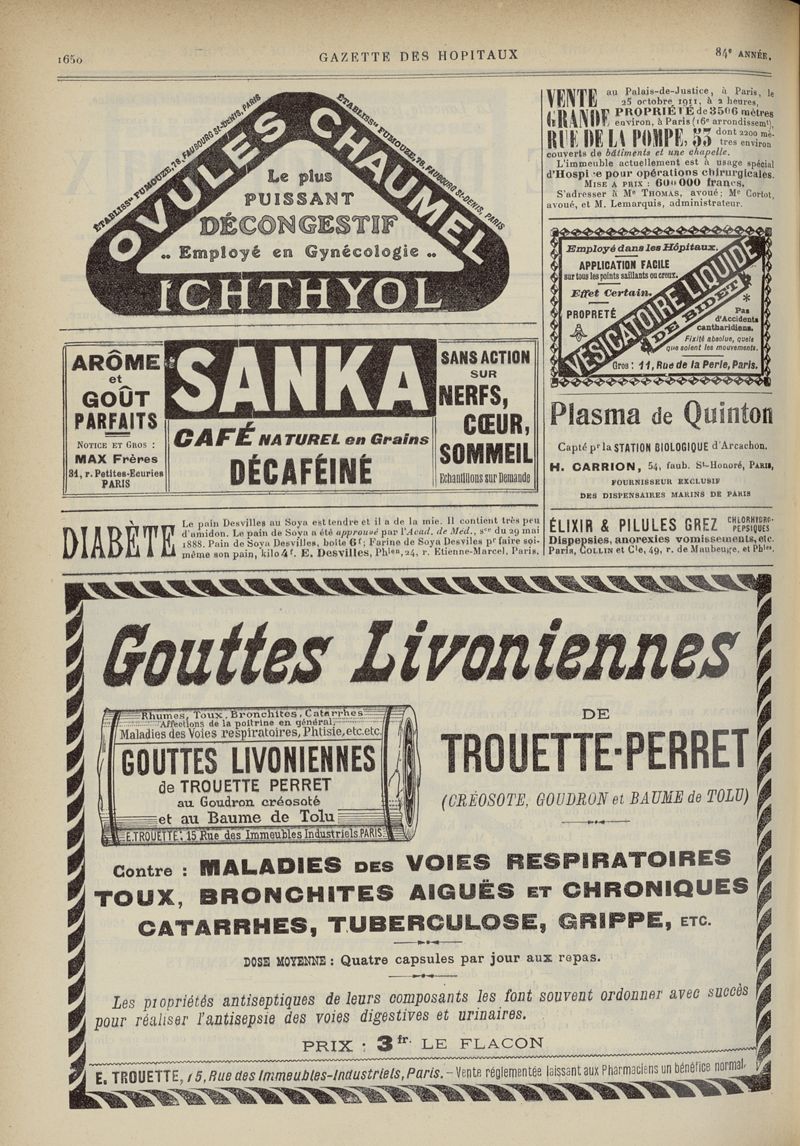 1650
GAZETTE DES HOPITAUX
84e ANNÉE.
ÉTABLISSts FUMOUZE, 78, FAUBOURG St-DENIS, PARIS
ÉTABLISSts FUMOUZE, 78, FAUBOURG St-DENIS, PARIS
OVULES CHAUMEL
Le plus
PUISSANT
DÉCONGESTIF
.. Employé en Gynécologie ..
ICHTHYOL
VENTE au Palais-de-Justice, à Paris, le
25 octobre 1911, à 2 heures,
GRANDE PROPRIÉTÉ de 3506 mètres
environ, à Paris (16e arrondissemt),
RUE DE LA POMPE, 53 dont 2200 mè-
tres environ
couverts de bâtiments et une chapelle.
L'immeuble actuellement est à usage spécial
d'Hospi e pour opérations chirurgicales.
MISE A PRIX : 600 000 francs.
S'adresser à Me THOMAS, avoué; Me Cortot,
avoué, et M. Lemarquis, administrateur.
Employé dans les Hôpitaux.
APPLICATION FACILE
sur tous les points saillants ou creux.
Effet Certain.
PROPRETÉ
VÉSICATOIRE LIQUIDE
DE BIDET
*
Pas
d'Accidents
cantharidiens.
Fixité absolue, quels
que soient les mouvements.
Gros : 11, Rue de la Perle, Paris.
ARÔME
et
GOÛT
PARFAITS
NOTICE ET GROS :
MAX Frères
31, r. Petites-Ecuries
PARIS
SANKA
CAFÉ NATUREL en Grains
DÉCAFÉINÉ
SANS ACTION
SUR
NERFS,
CŒUR,
SOMMEIL
Echantillons sur Demande
Plasma de Quinton
Capté pr la STATION BIOLOGIQUE d'Arcachon.
H. CARRION, 54, faub. St-Honoré, PARIS,
FOURNISSEUR EXCLUSIF
DES DISPENSAIRES MARINS DE PARIS
DIABÈTE
Le pain Desvilles au Soya est tendre et il a de la mie. Il contient très peu
d'amidon. Le pain de Soya a été approuvé par l'Acad. de Med., sce du 29 mai
1888. Pain de Soya Desvilles, boîte 6f; Farine de Soya Desviles pr faire soi-
même son pain, kilo 4f. E. Desvilles, Phien, 24, r. Etienne-Marcel, Paris.
ÉLIXIR & PILULES GREZ CHLORHYDRO-
PEPSIQUES
Dispepsies, anorexies vomissements, etc.
Paris, COLLIN et Cie, 49, r. de Maubeuge, et Phies.
Gouttes Livoniennes
Rhumes, Toux, Bronchites, Catarrhes
Affections de la poitrine en général,
Maladies des Voies respiratoires, Phtisie, etc. etc.
GOUTTES LIVONIENNES
de TROUETTE PERRET
au Goudron créosoté
et au Baume de Tolu
E. TROUETTE, 15 Rue des Immeubles Industriels PARIS
DE
TROUETTE-PERRET
(CRÉOSOTE, GOUDRON et BAUME de TOLU)
Contre : MALADIES DES VOIES RESPIRATOIRES
TOUX, BRONCHITES AIGUËS ET CHRONIQUES
CATARRHES, TUBERCULOSE, GRIPPE, ETC.
DOSE MOYENNE : Quatre capsules par jour aux repas.
Les propriétés antiseptiques de leurs composants les font souvent ordonner avec succès
pour réaliser l'antisepsie des voies digestives et urinaires.
PRIX : 3fr. LE FLACON
E. TROUETTE, 15, Rue des Immeubles-Industriels, Paris. — Vente réglementée laissant aux Pharmaciens un bénéfice normal.